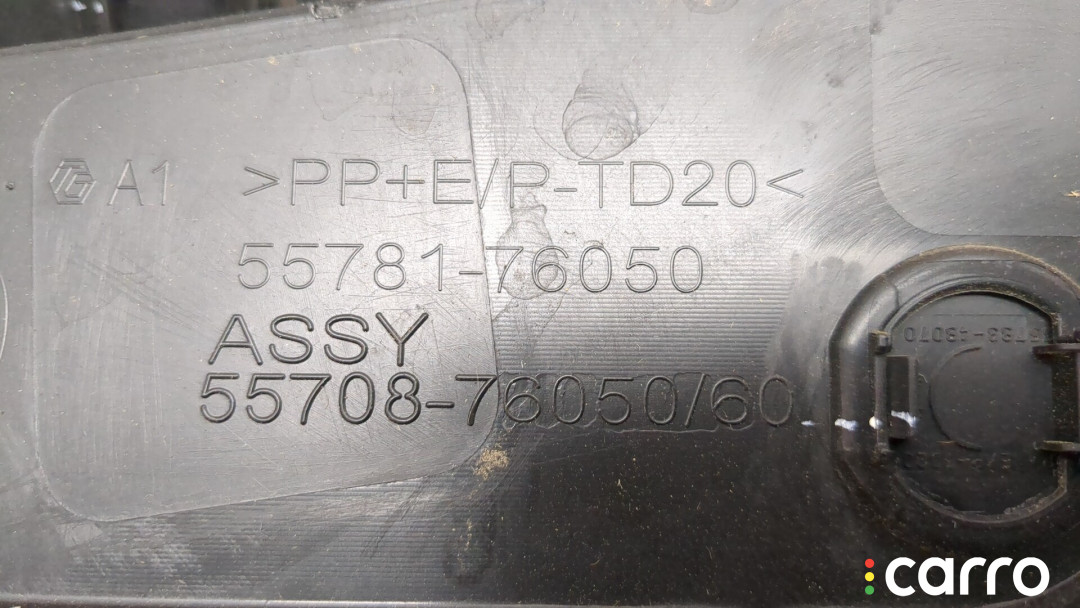 A1 >PP+E/P-TD20<
55781-76050
ASSY
55708-76050/60
carro